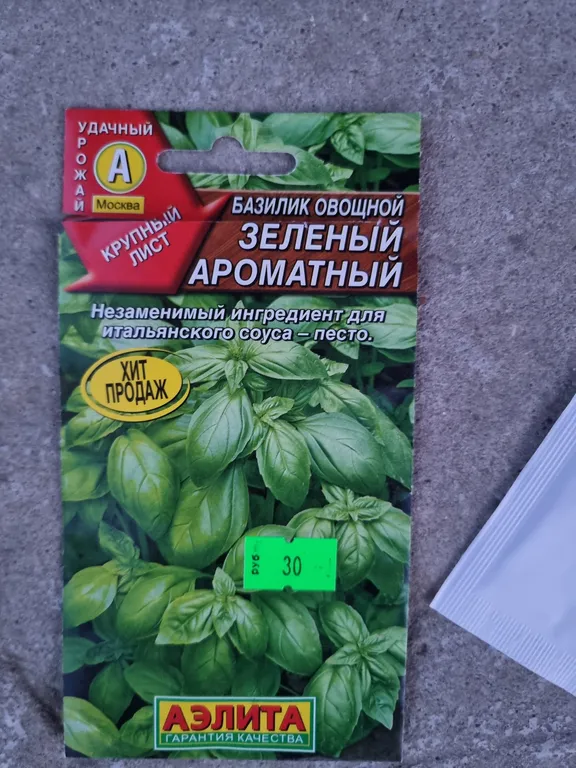 УДАЧНЫЙ
УРОЖАЙ
А
Москва
КРУПНЫЙ
ЛИСТ
БАЗИЛИК ОВОЩНОЙ
ЗЕЛЕНЫЙ
АРОМАТНЫЙ
Незаменимый ингредиент для
итальянского соуса – песто.
ХИТ
ПРОДАЖ
РУБ
30
АЭЛИТА
ГАРАНТИЯ КАЧЕСТВА